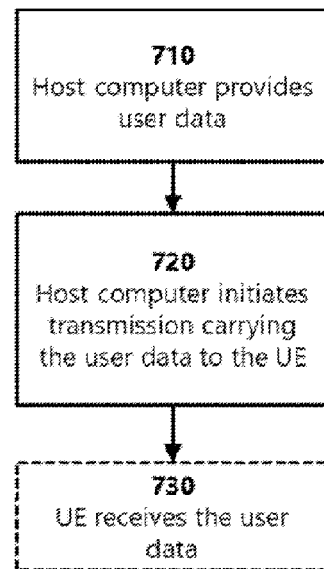 710
Host computer provides
user data
720
Host computer initiates
transmission carrying
the user data to the UE
730
UE receives the user
data